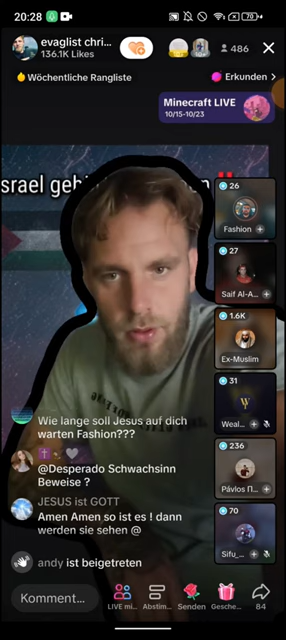 20:28
70
evaglist chri...
136.1K Likes
486
Wöchentliche Rangliste
Erkunden >
Minecraft LIVE
10/15-10/23
srael geh
n
26
Fashion +
27
Saif Al-A... +
1.6K
Ex-Muslim
31
Weal... +
236
Pávlos Π... +
70
Sifu_... +
Wie lange soll Jesus auf dich
warten Fashion???
@Desperado Schwachsinn
Beweise ?
JESUS ist GOTT
Amen Amen so ist es ! dann
werden sie sehen @
andy ist beigetreten
Komment...
LIVE mi...
Abstim...
Senden
Gesche...
84